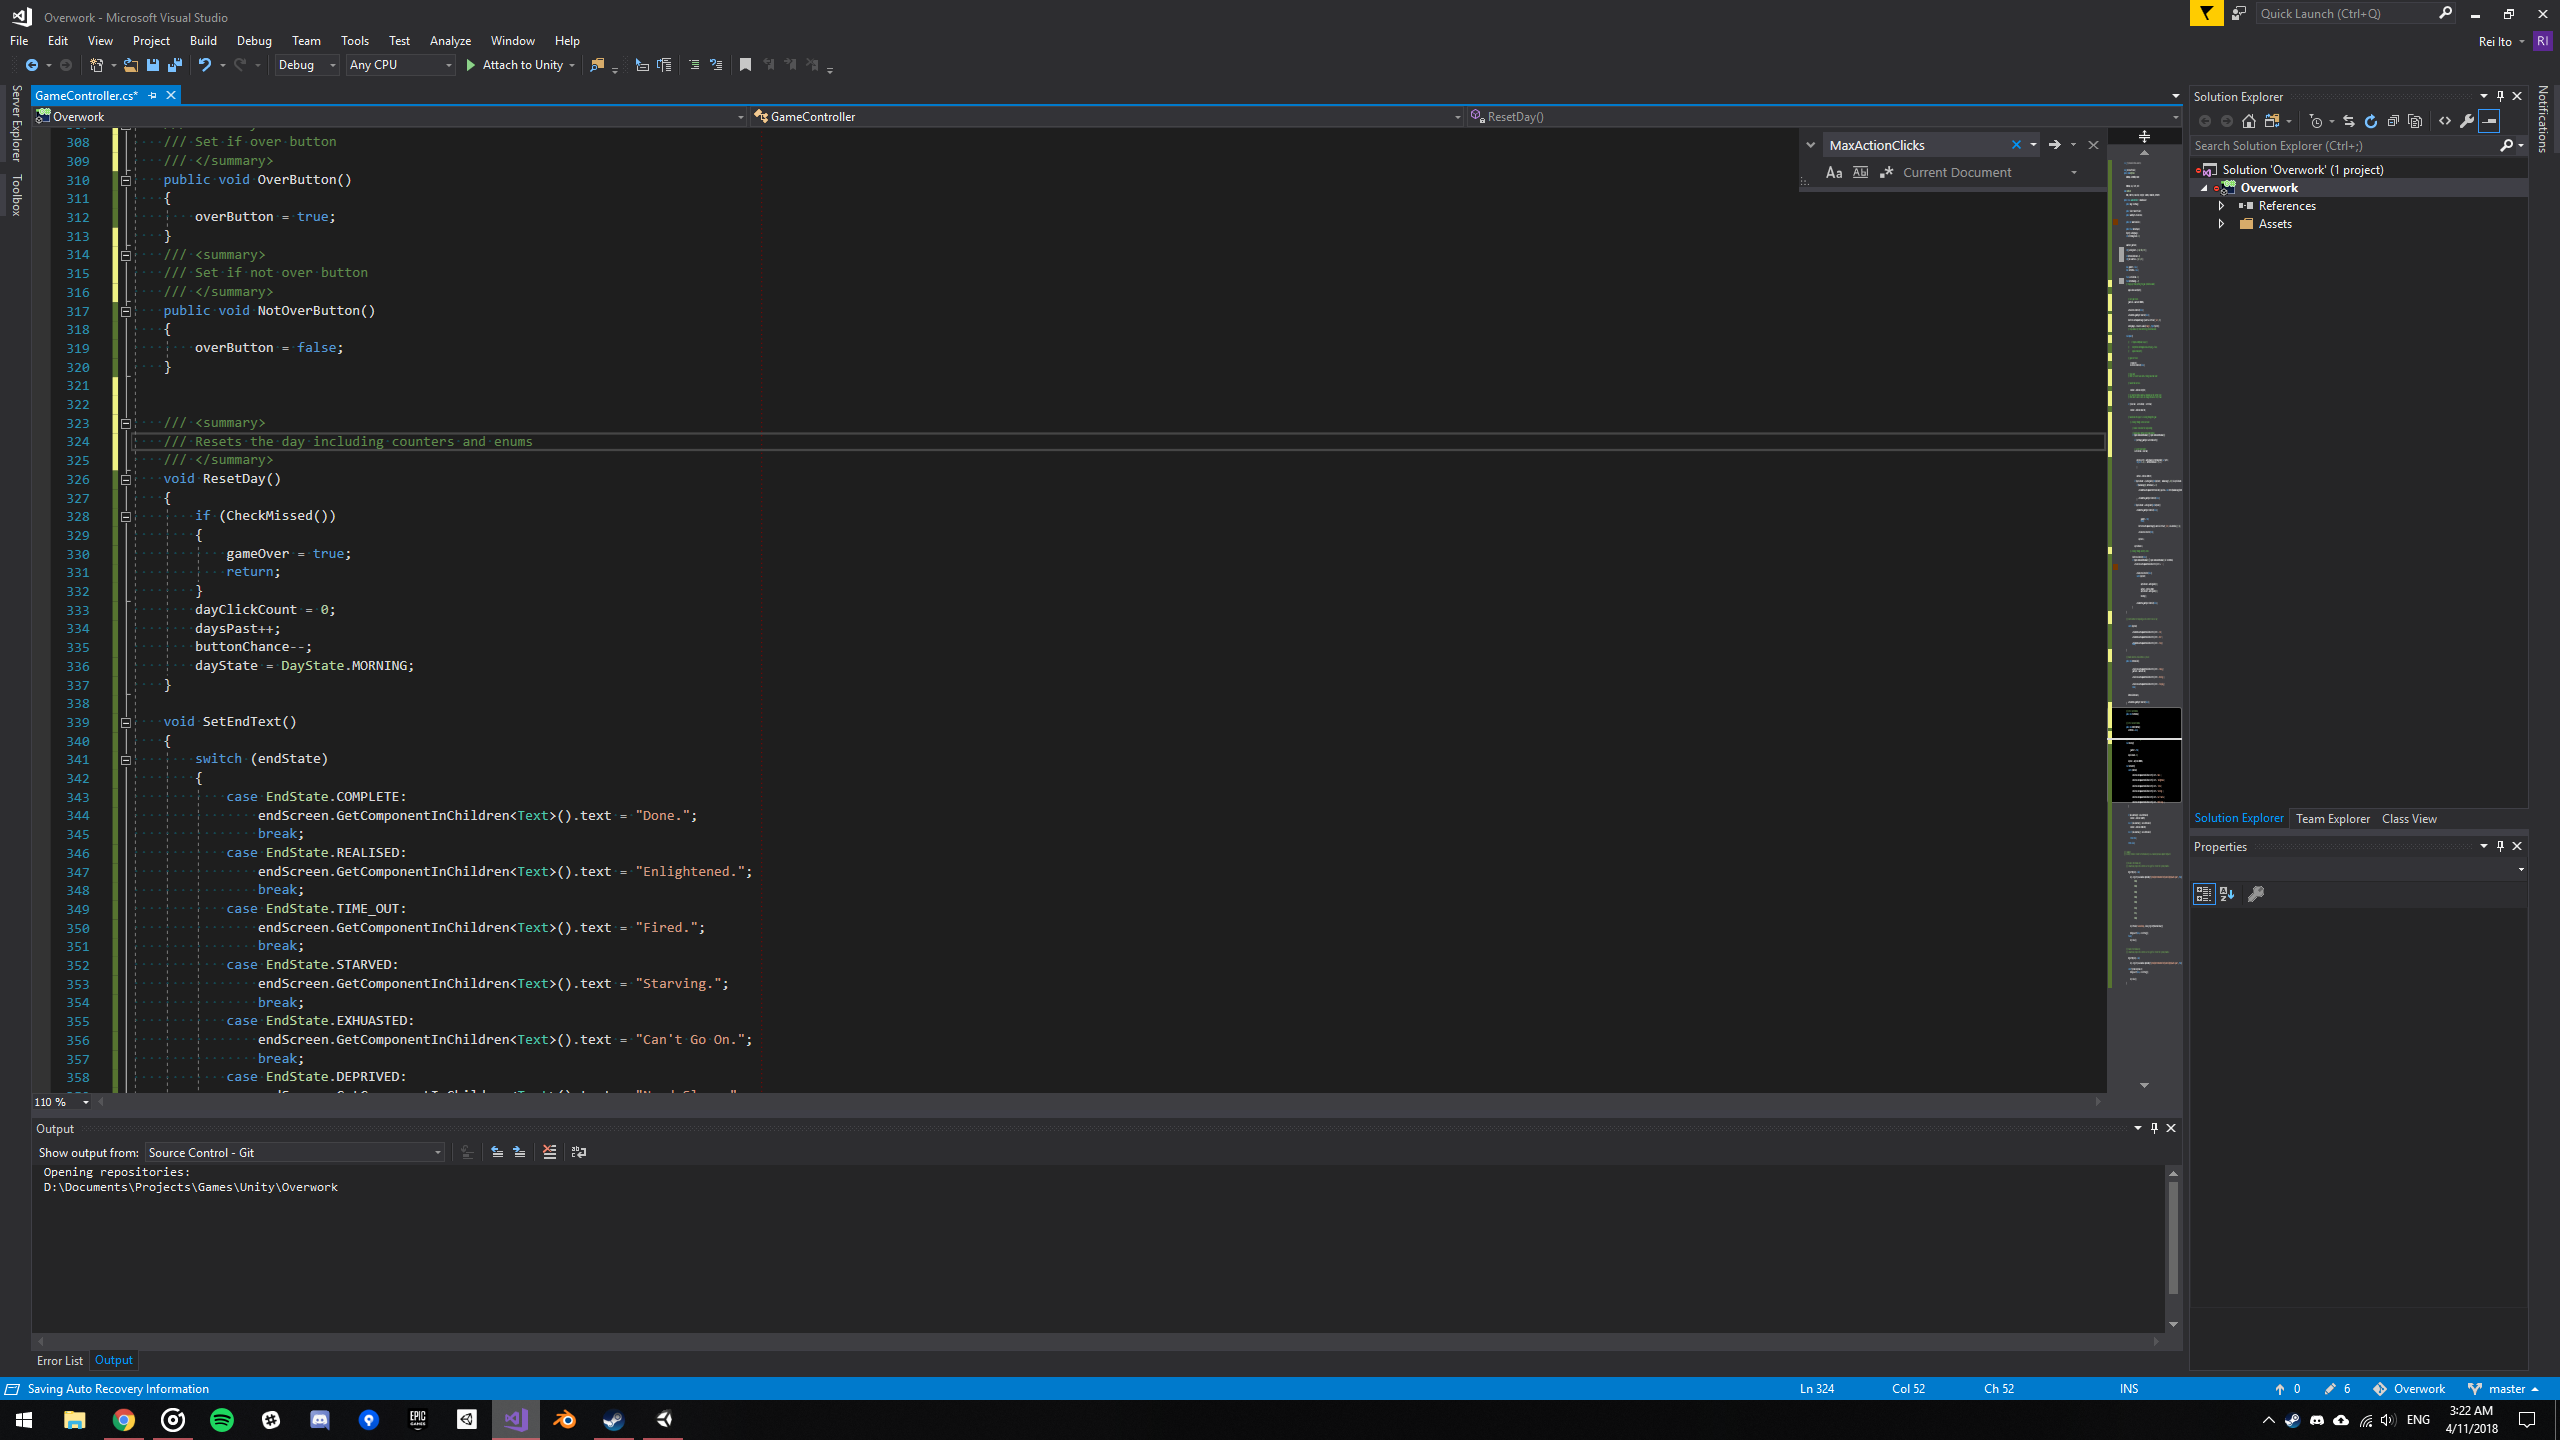 Overwork - Microsoft Visual Studio
Quick Launch (Ctrl+Q)
File Edit View Project Build Debug Team Tools Test Analyze Window Help
Rei Ito RI
Debug Any CPU Attach to Unity
Server Explorer
Toolbox
GameController.cs*
Overwork GameController ResetDay()
MaxActionClicks
Aa Ab Current Document
308 /// Set if over button
309 /// </summary>
310 public void OverButton()
311 {
312 overButton = true;
313 }
314 /// <summary>
315 /// Set if not over button
316 /// </summary>
317 public void NotOverButton()
318 {
319 overButton = false;
320 }
321
322
323 /// <summary>
324 /// Resets the day including counters and enums
325 /// </summary>
326 void ResetDay()
327 {
328 if (CheckMissed())
329 {
330 gameOver = true;
331 return;
332 }
333 dayClickCount = 0;
334 daysPast++;
335 buttonChance--;
336 dayState = DayState.MORNING;
337 }
338
339 void SetEndText()
340 {
341 switch (endState)
342 {
343 case EndState.COMPLETE:
344 endScreen.GetComponentInChildren<Text>().text = "Done.";
345 break;
346 case EndState.REALISED:
347 endScreen.GetComponentInChildren<Text>().text = "Enlightened.";
348 break;
349 case EndState.TIME_OUT:
350 endScreen.GetComponentInChildren<Text>().text = "Fired.";
351 break;
352 case EndState.STARVED:
353 endScreen.GetComponentInChildren<Text>().text = "Starving.";
354 break;
355 case EndState.EXHUASTED:
356 endScreen.GetComponentInChildren<Text>().text = "Can't Go On.";
357 break;
358 case EndState.DEPRIVED:
110 %
Solution Explorer
Search Solution Explorer (Ctrl+;)
Solution 'Overwork' (1 project)
Overwork
References
Assets
Solution Explorer Team Explorer Class View
Properties
Notifications
Output
Show output from: Source Control - Git
Opening repositories:
D:\Documents\Projects\Games\Unity\Overwork
Error List Output
Saving Auto Recovery Information Ln 324 Col 52 Ch 52 INS 0 6 Overwork master
EPIC GAMES
ENG
3:22 AM
4/11/2018